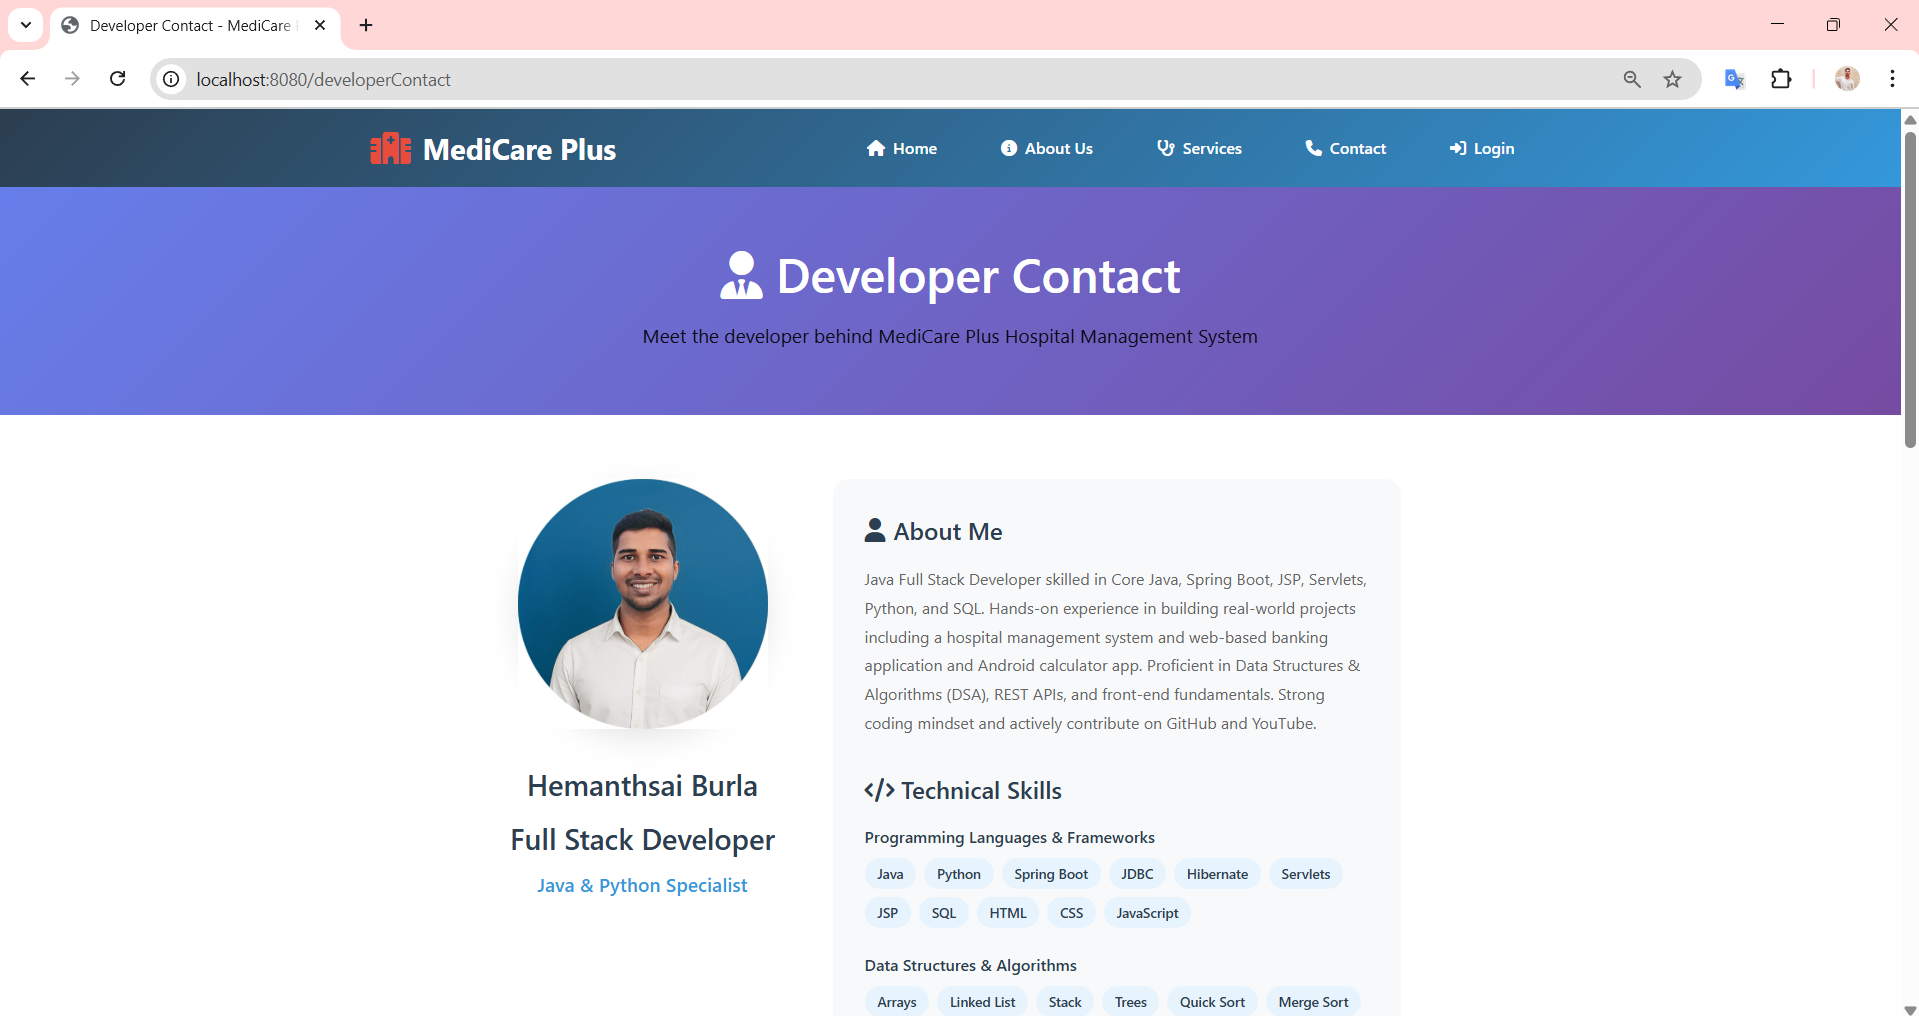 Developer Contact - MediCare
localhost:8080/developerContact
MediCare Plus
Home
About Us
Services
Contact
Login
Developer Contact
Meet the developer behind MediCare Plus Hospital Management System
Hemanthsai Burla
Full Stack Developer
Java & Python Specialist
About Me
Java Full Stack Developer skilled in Core Java, Spring Boot, JSP, Servlets,
Python, and SQL. Hands-on experience in building real-world projects
including a hospital management system and web-based banking
application and Android calculator app. Proficient in Data Structures &
Algorithms (DSA), REST APIs, and front-end fundamentals. Strong
coding mindset and actively contribute on GitHub and YouTube.
Technical Skills
Programming Languages & Frameworks
Java Python Spring Boot JDBC Hibernate Servlets
JSP SQL HTML CSS JavaScript
Data Structures & Algorithms
Arrays Linked List Stack Trees Quick Sort Merge Sort